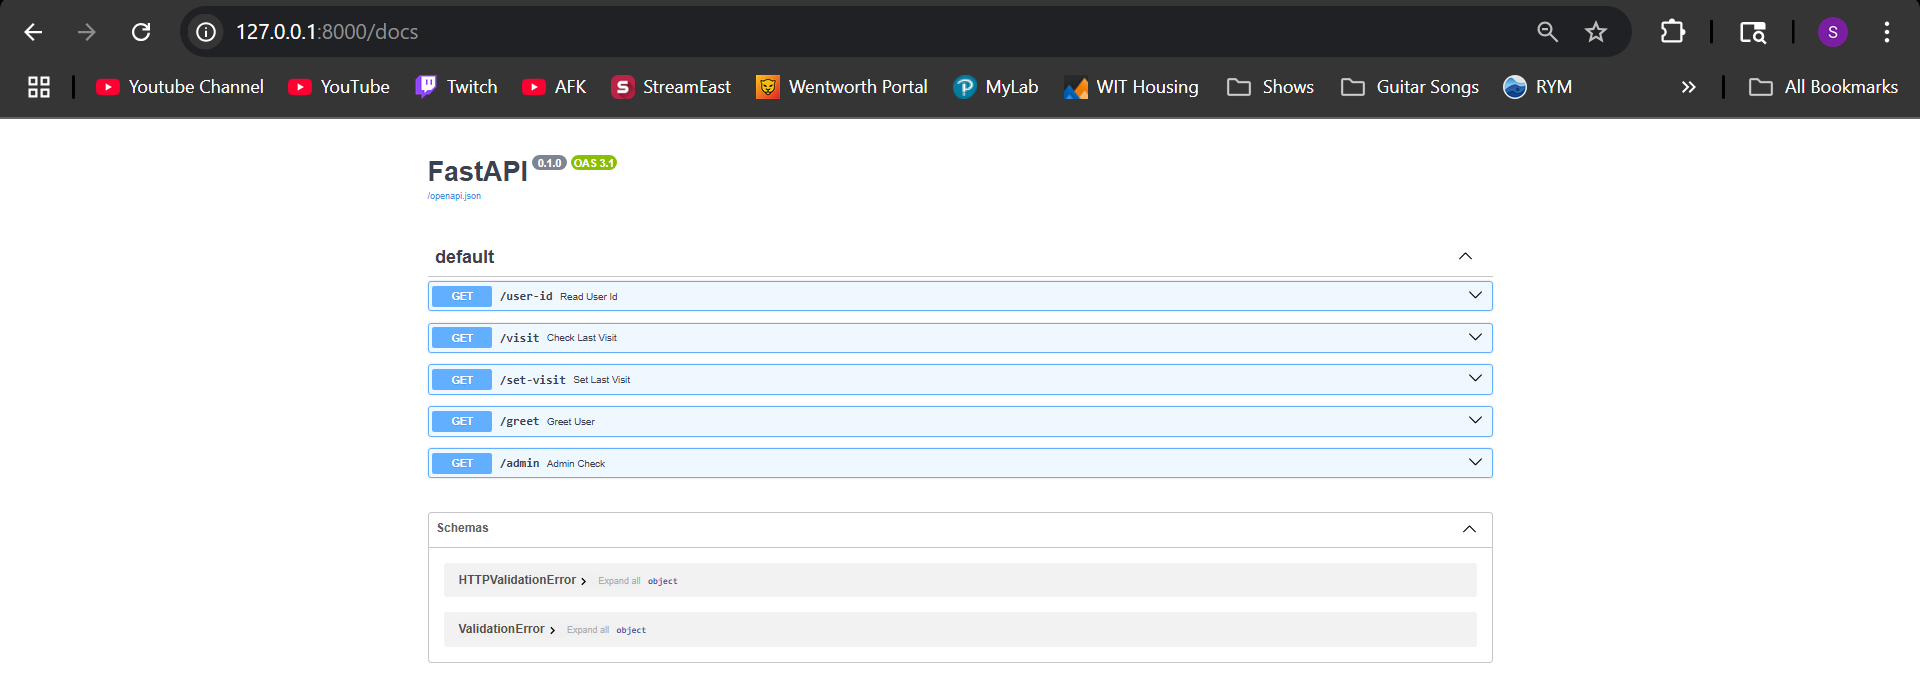 127.0.0.1:8000/docs
S
Youtube Channel YouTube Twitch AFK StreamEast Wentworth Portal MyLab WIT Housing Shows Guitar Songs RYM » All Bookmarks
FastAPI 0.1.0 OAS 3.1
/openapi.json
default
GET /user-id Read User Id
GET /visit Check Last Visit
GET /set-visit Set Last Visit
GET /greet Greet User
GET /admin Admin Check
Schemas
HTTPValidationError Expand all object
ValidationError Expand all object